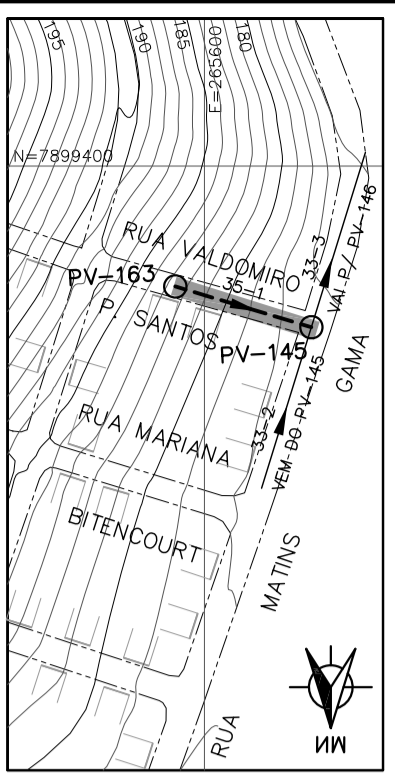 195
190
185
180
E=265600
N=7899400
RUA VALDOMIRO
P. SANTOS
PV-163
35-1
PV-145
33-3
VAI P/ PV-146
33-2
VEM DO PV-145
RUA MARIANA
BITENCOURT
RUA
MATINS
GAMA
NM